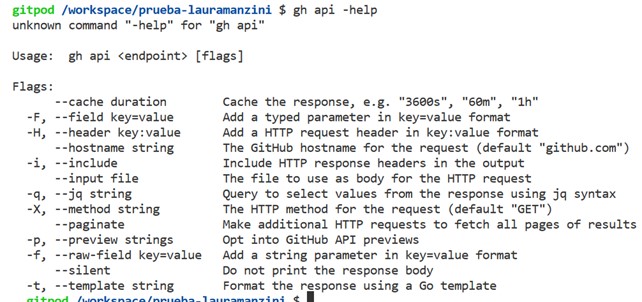 gitpod /workspace/prueba-lauramanzini $ gh api -help
unknown command "-help" for "gh api"

Usage:  gh api <endpoint> [flags]

Flags:
      --cache duration        Cache the response, e.g. "3600s", "60m", "1h"
  -F, --field key=value       Add a typed parameter in key=value format
  -H, --header key:value      Add a HTTP request header in key:value format
      --hostname string       The GitHub hostname for the request (default "github.com")
  -i, --include               Include HTTP response headers in the output
      --input file            The file to use as body for the HTTP request
  -q, --jq string             Query to select values from the response using jq syntax
  -X, --method string         The HTTP method for the request (default "GET")
      --paginate              Make additional HTTP requests to fetch all pages of results
  -p, --preview strings       Opt into GitHub API previews
  -f, --raw-field key=value   Add a string parameter in key=value format
      --silent                Do not print the response body
  -t, --template string       Format the response using a Go template
gitpod /workspace/prueba-lauramanzini $